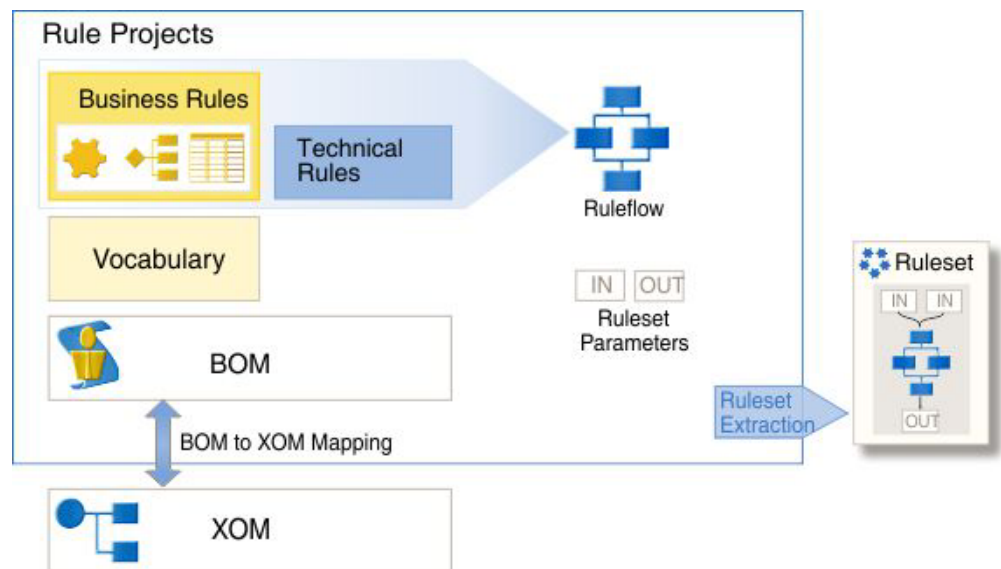 Rule Projects
Business Rules
Technical
Rules
Ruleflow
Vocabulary
IN OUT
Ruleset
Parameters
BOM
BOM to XOM Mapping
XOM
Ruleset
Extraction
Ruleset
IN IN
OUT